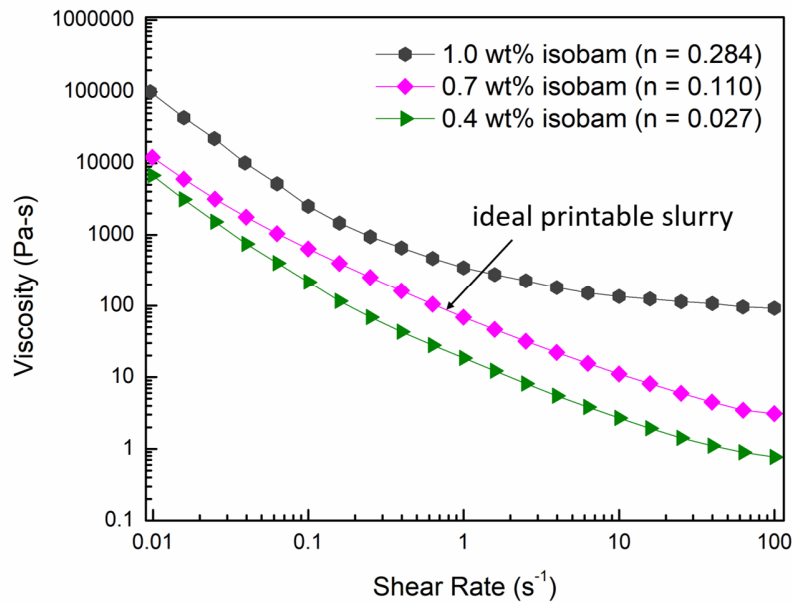 1000000
100000
10000
1000
100
10
1
0.1
Viscosity (Pa-s)
1.0 wt% isobam (n = 0.284)
0.7 wt% isobam (n = 0.110)
0.4 wt% isobam (n = 0.027)
ideal printable slurry
0.01 0.1 1 10 100
Shear Rate (s⁻¹)